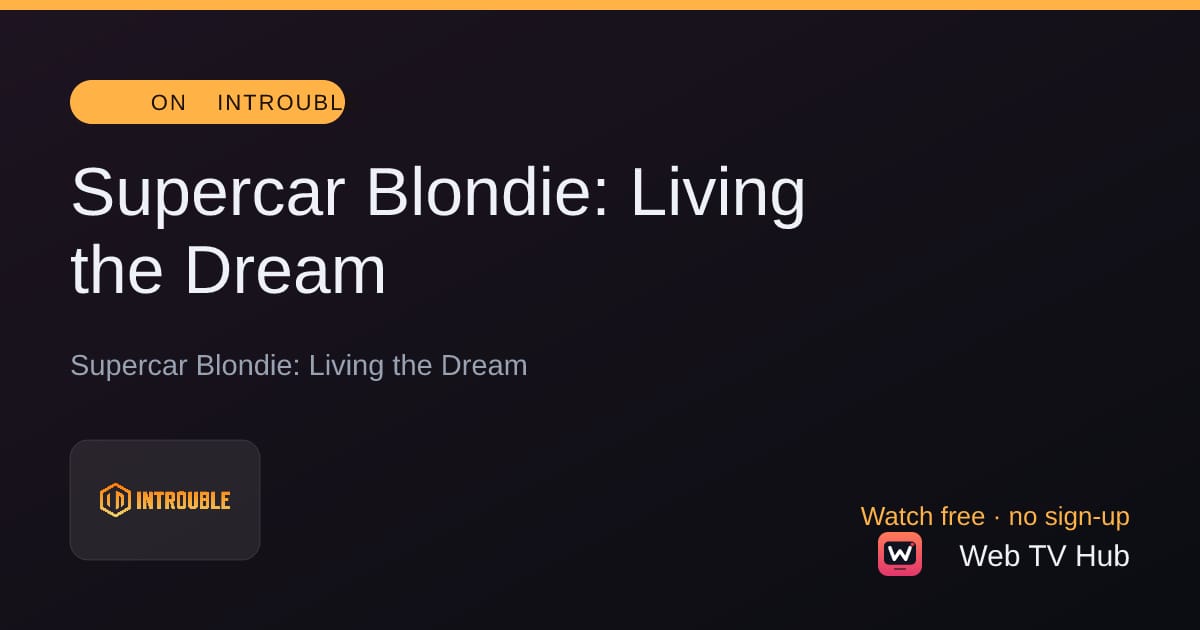 ON INTROUBL
Supercar Blondie: Living
the Dream
Supercar Blondie: Living the Dream
INTROUBLE
Watch free · no sign-up
W
Web TV Hub